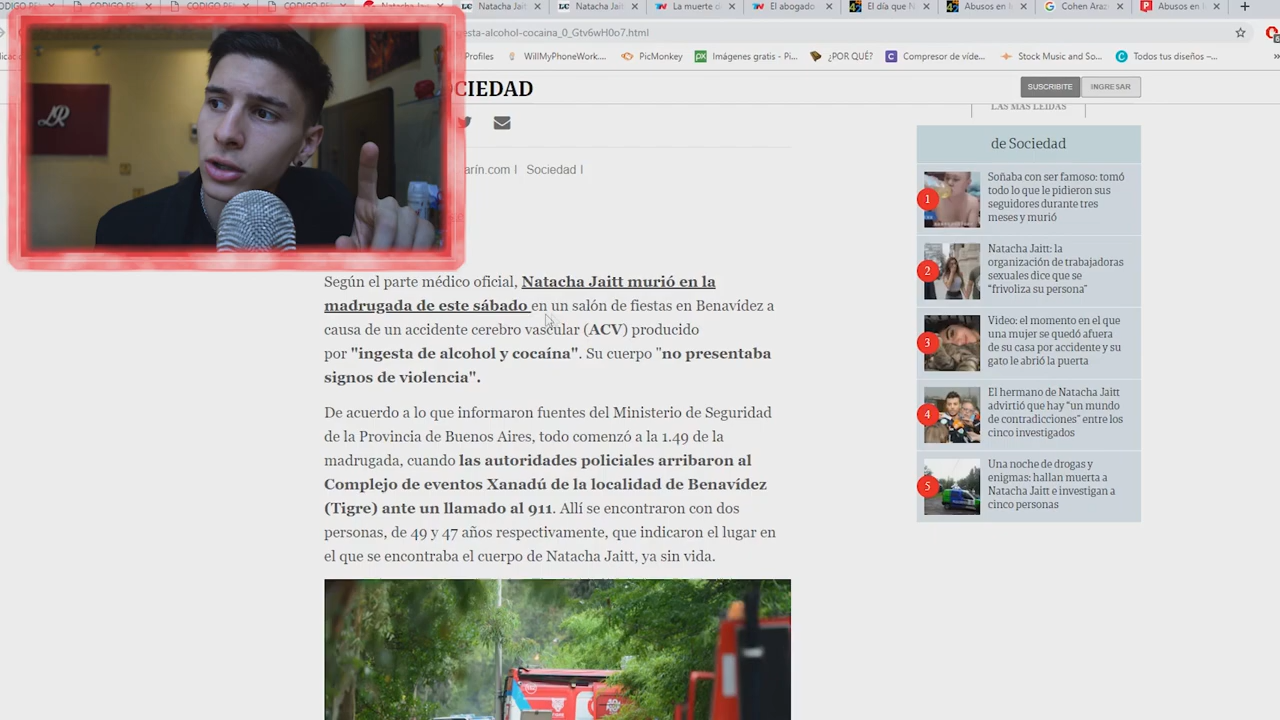 CODIGO PE
CODIGO PE
CODIGO PE
Natacha Ja
Natacha Jait
Natacha Jaitt:
La muerte d
El abogado
El día que N
Abusos en
Cohen Araz
Abusos en
esta-alcohol-cocaina_0_Gtv6wH0o7.html
Profiles
WillMyPhoneWork....
PicMonkey
Imágenes gratis - Pi...
¿POR QUÉ?
Compresor de víde...
Stock Music and So...
Todos tus diseños –...
CIEDAD
SUSCRIBITE
INGRESAR
LR
LAS MÁS LEÍDAS
de Sociedad
arín.com | Sociedad |
1
Soñaba con ser famoso: tomó
todo lo que le pidieron sus
seguidores durante tres
meses y murió
2
Natacha Jaitt: la
organización de trabajadoras
sexuales dice que se
“frivoliza su persona”
3
Video: el momento en el que
una mujer se quedó afuera
de su casa por accidente y su
gato le abrió la puerta
4
El hermano de Natacha Jaitt
advirtió que hay “un mundo
de contradicciones” entre los
cinco investigados
5
Una noche de drogas y
enigmas: hallan muerta a
Natacha Jaitt e investigan a
cinco personas
Según el parte médico oficial, Natacha Jaitt murió en la
madrugada de este sábado en un salón de fiestas en Benavídez a
causa de un accidente cerebro vascular (ACV) producido
por "ingesta de alcohol y cocaína". Su cuerpo "no presentaba
signos de violencia".
De acuerdo a lo que informaron fuentes del Ministerio de Seguridad
de la Provincia de Buenos Aires, todo comenzó a la 1.49 de la
madrugada, cuando las autoridades policiales arribaron al
Complejo de eventos Xanadú de la localidad de Benavídez
(Tigre) ante un llamado al 911. Allí se encontraron con dos
personas, de 49 y 47 años respectivamente, que indicaron el lugar en
el que se encontraba el cuerpo de Natacha Jaitt, ya sin vida.